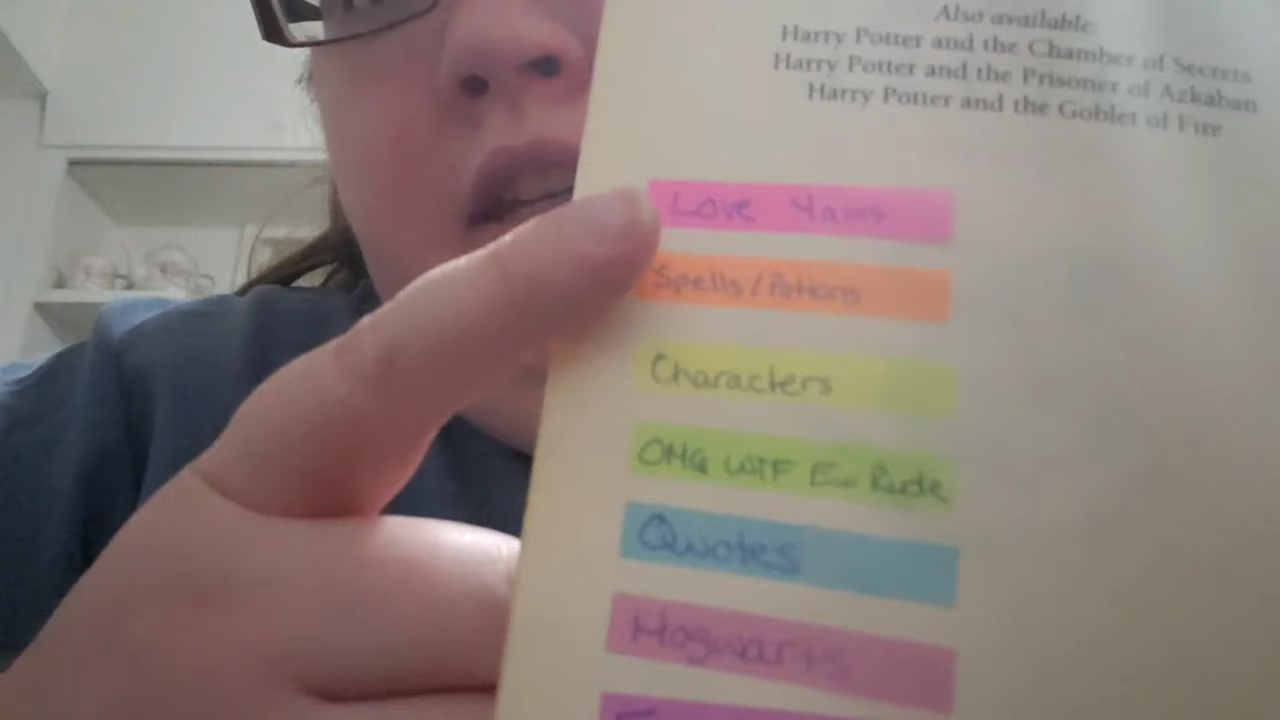 Also available:
Harry Potter and the Chamber of Secrets
Harry Potter and the Prisoner of Azkaban
Harry Potter and the Goblet of Fire
Love
Spells/Potions
Characters
OMG WTF Ew Rude
Quotes
Hogwarts